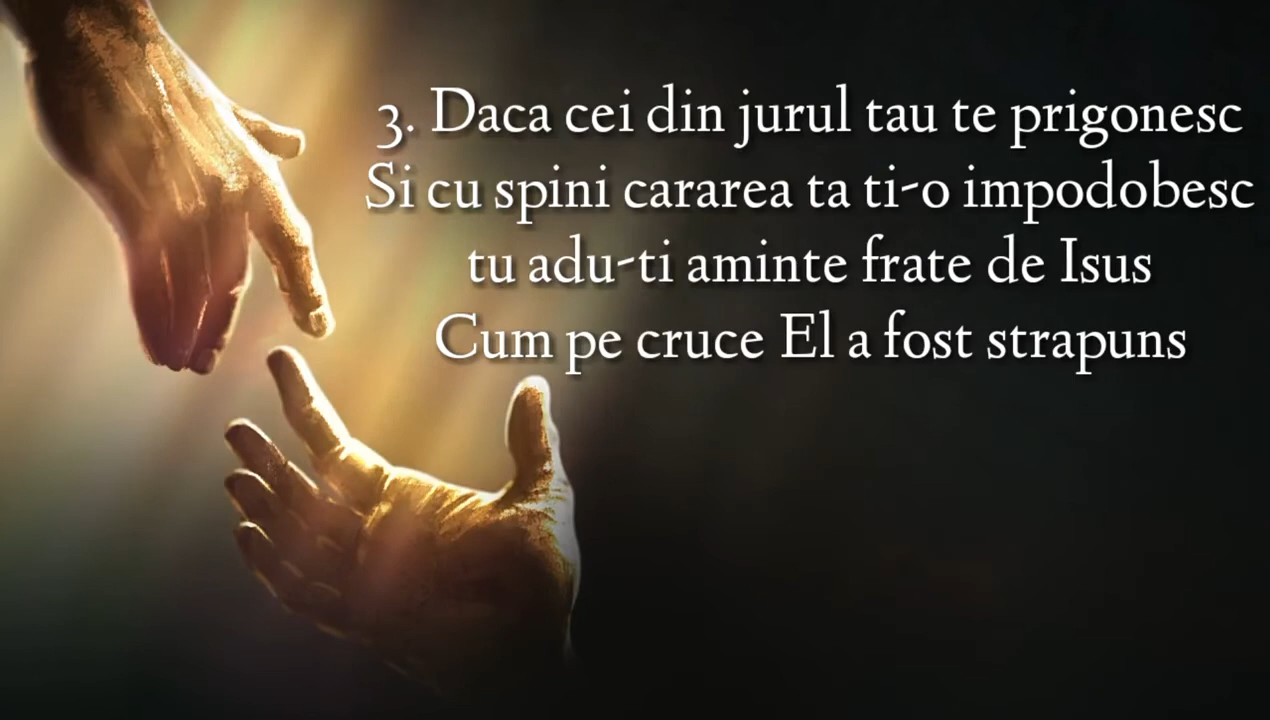 3. Daca cei din jurul tau te prigonesc
Si cu spini cararea ta ti-o impodobesc
tu adu-ti aminte frate de Isus
Cum pe cruce El a fost strapuns